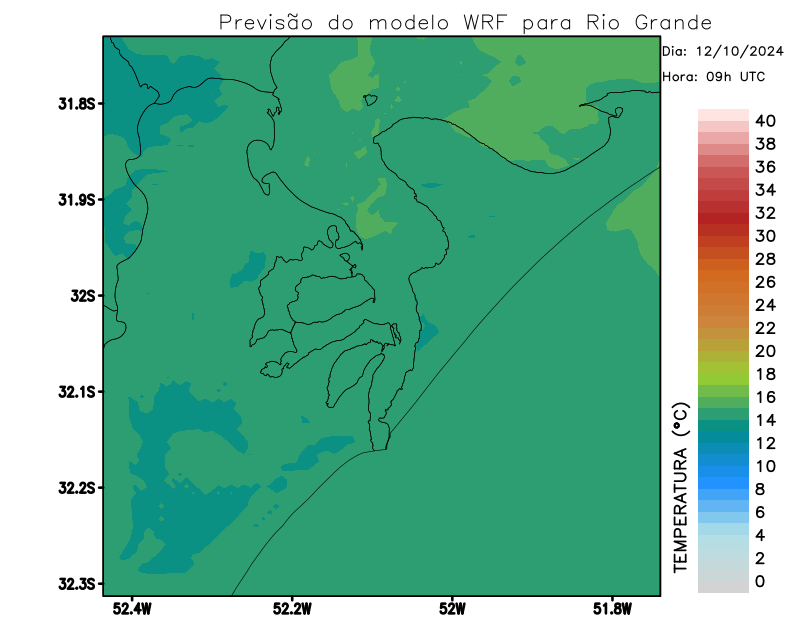 Previsão do modelo WRF para Rio Grande
Dia: 12/10/2024
Hora: 09h UTC
31.8S
31.9S
32S
32.1S
32.2S
32.3S
52.4W
52.2W
52W
51.8W
TEMPERATURA (°C)
40
38
36
34
32
30
28
26
24
22
20
18
16
14
12
10
8
6
4
2
0